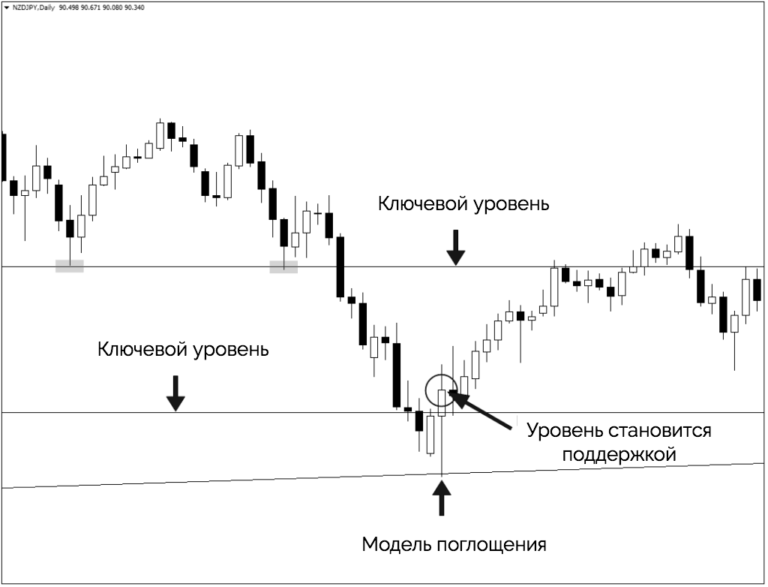 NZDJPY,Daily 90.498 90.671 90.080 90.340
Ключевой уровень
Ключевой уровень
Уровень становится
поддержкой
Модель поглощения